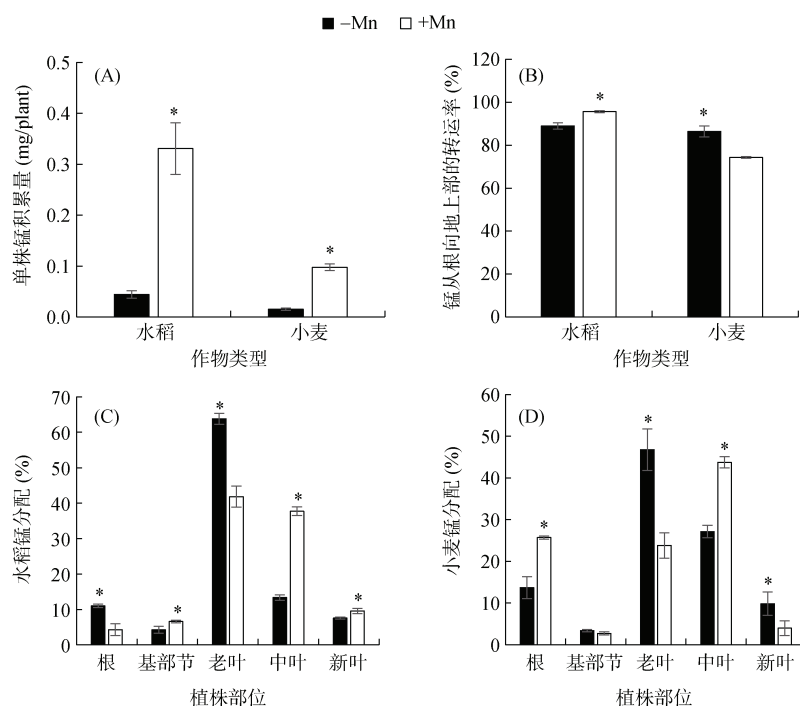 –Mn +Mn
(A)
单株锰积累量 (mg/plant)
0.5
0.4
0.3
0.2
0.1
0.0
*
*
水稻 小麦
作物类型
(B)
锰从根向地上部的转运率 (%)
120
100
80
60
40
20
0
*
*
水稻 小麦
作物类型
(C)
水稻锰分配 (%)
70
60
50
40
30
20
10
0
*
*
*
*
*
根 基部节 老叶 中叶 新叶
植株部位
(D)
小麦锰分配 (%)
60
50
40
30
20
10
0
*
*
*
*
根 基部节 老叶 中叶 新叶
植株部位